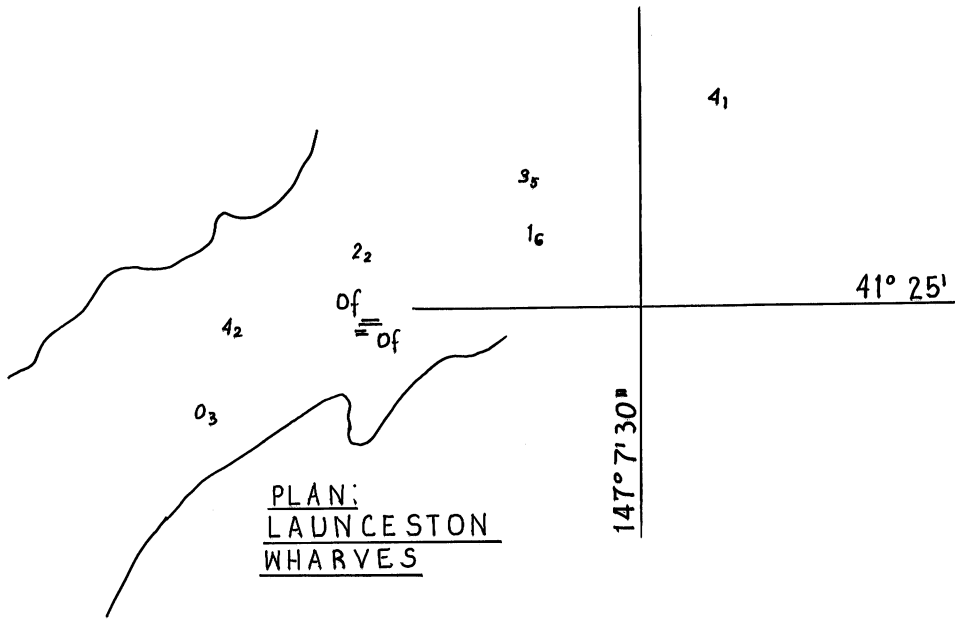 4₁
3₅
1₆
2₂
41° 25'
0f
4₂
0f
0₃
147° 7' 30"
PLAN:
LAUNCESTON
WHARVES